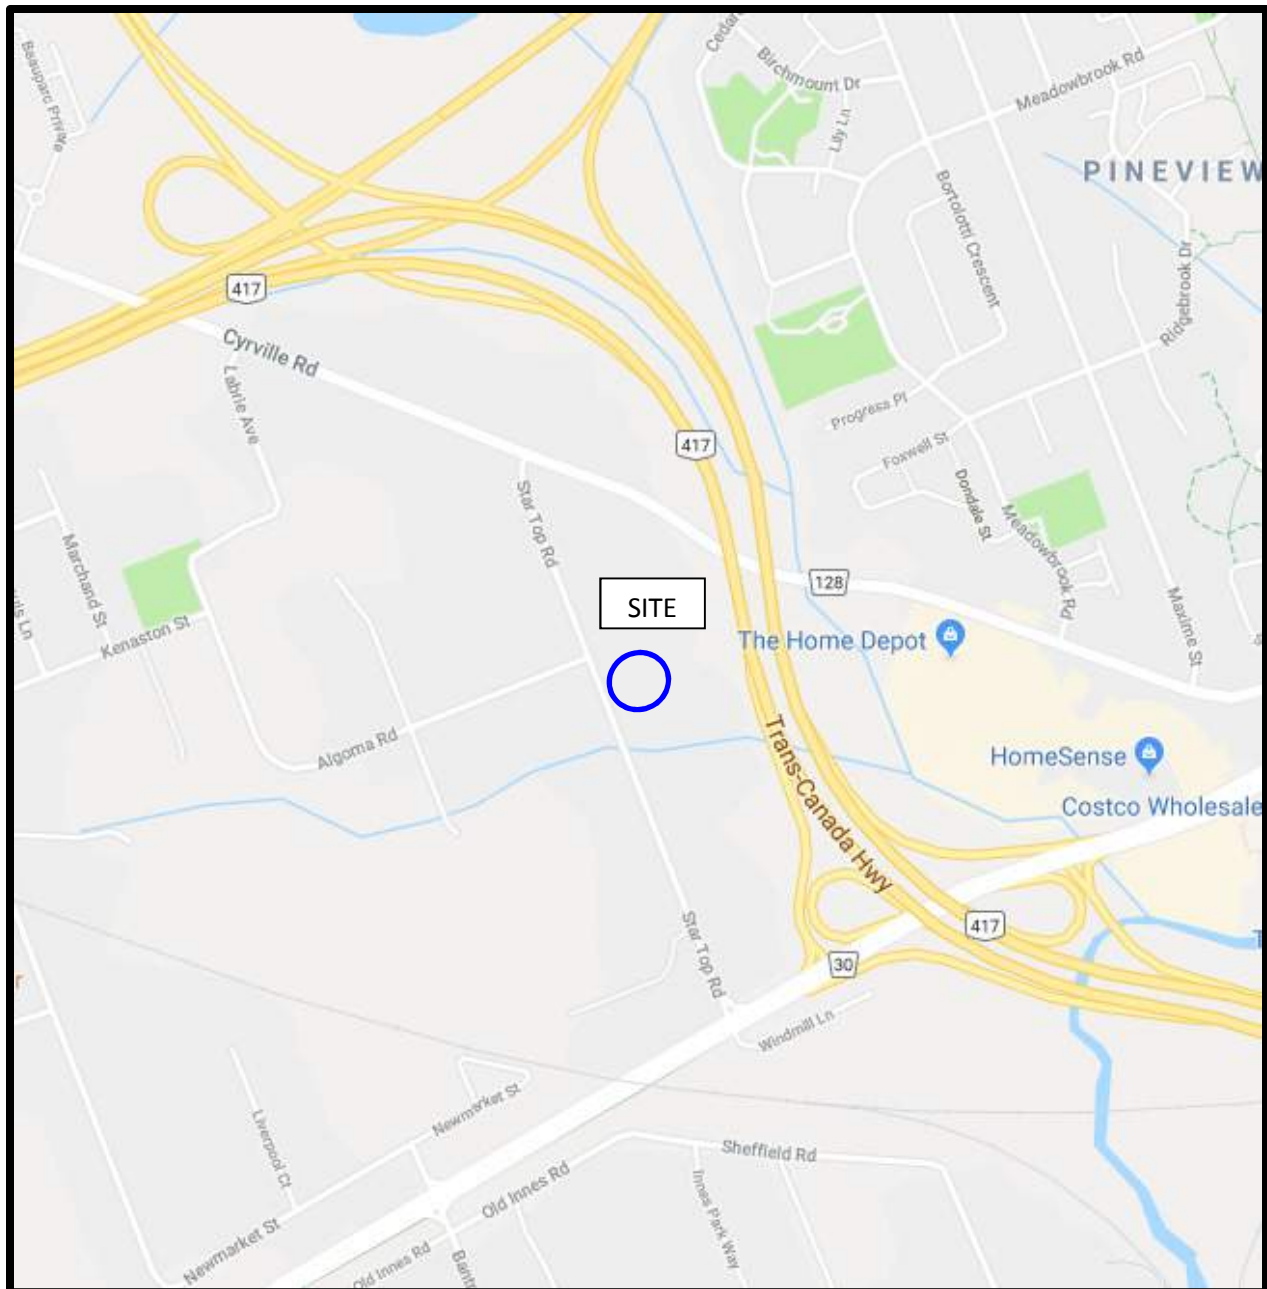 Cedar
Birchmount Dr
Meadowbrook Rd
Beauparc Private
Lily Ln
PINEVIEW
Bortolotti Crescent
Ridgebrook Dr
417
Cyrville Rd
Labrie Ave
Progress Pl
417
Foxwell St
Star Top Rd
Dondale St
Meadowbrook Rd
Marchand St
128
SITE
Maxime St
Kenaston St
The Home Depot
Algoma Rd
Trans-Canada Hwy
HomeSense
Costco Wholesale
Star Top Rd
417
30
Windmill Ln
Newmarket St
Liverpool Ct
Sheffield Rd
Old Innes Rd
Innes Park Way
Newmarket St
Old Innes Rd